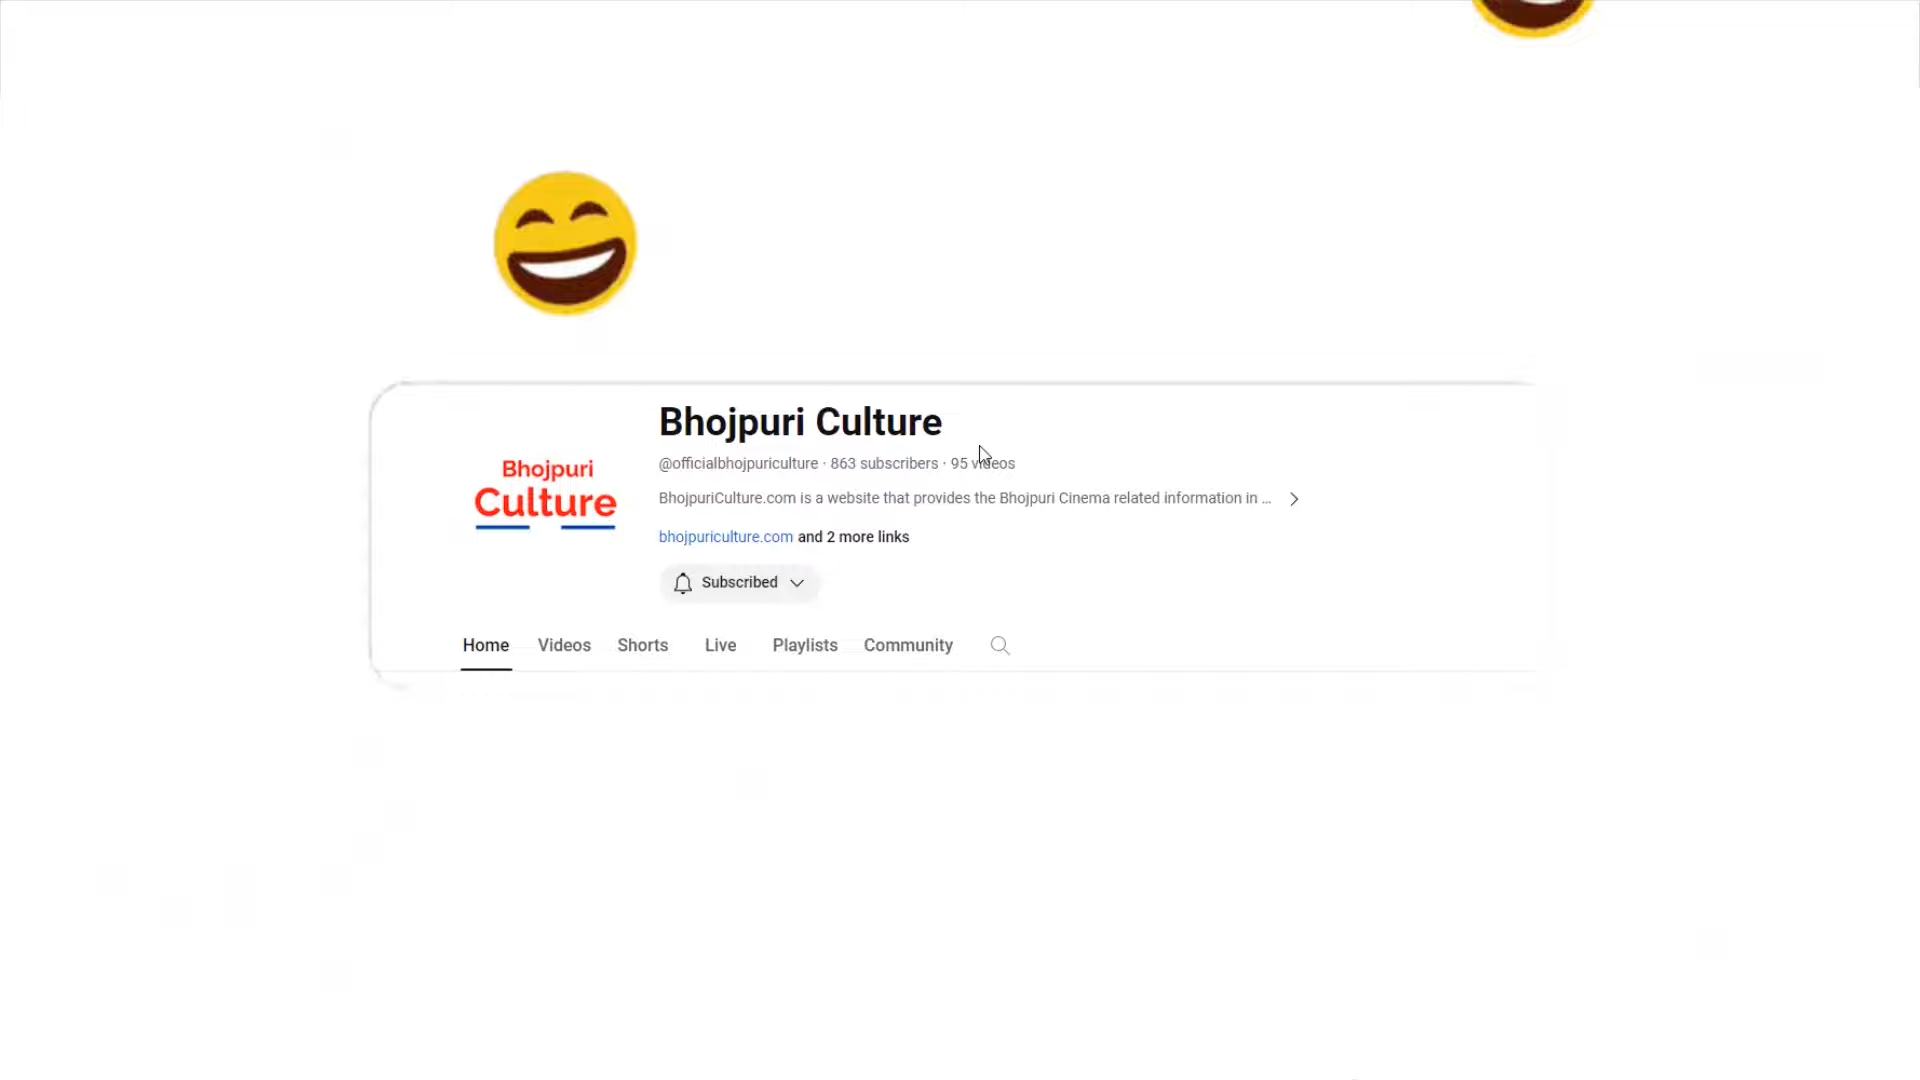 Bhojpuri Culture
@officialbhojpuriculture · 863 subscribers · 95 videos
Bhojpuri
Culture
BhojpuriCulture.com is a website that provides the Bhojpuri Cinema related information in ...
bhojpuriculture.com and 2 more links
Subscribed
Home Videos Shorts Live Playlists Community